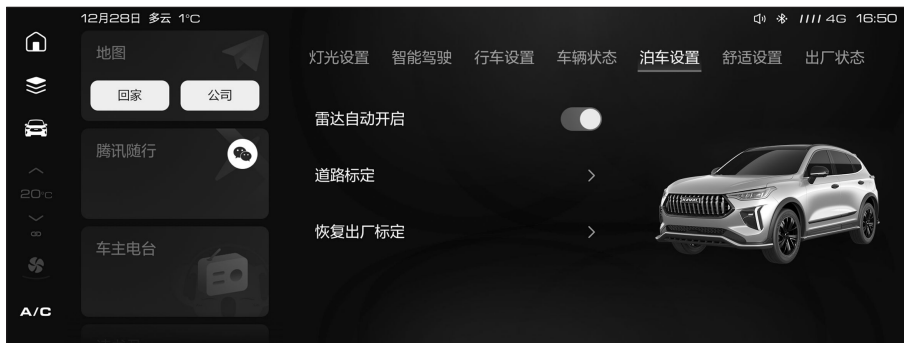 12月28日 多云 1°C
4G 16:50
地图
回家 公司
腾讯随行
车主电台
20°C
A/C
灯光设置 智能驾驶 行车设置 车辆状态 泊车设置 舒适设置 出厂状态
雷达自动开启
道路标定
恢复出厂标定